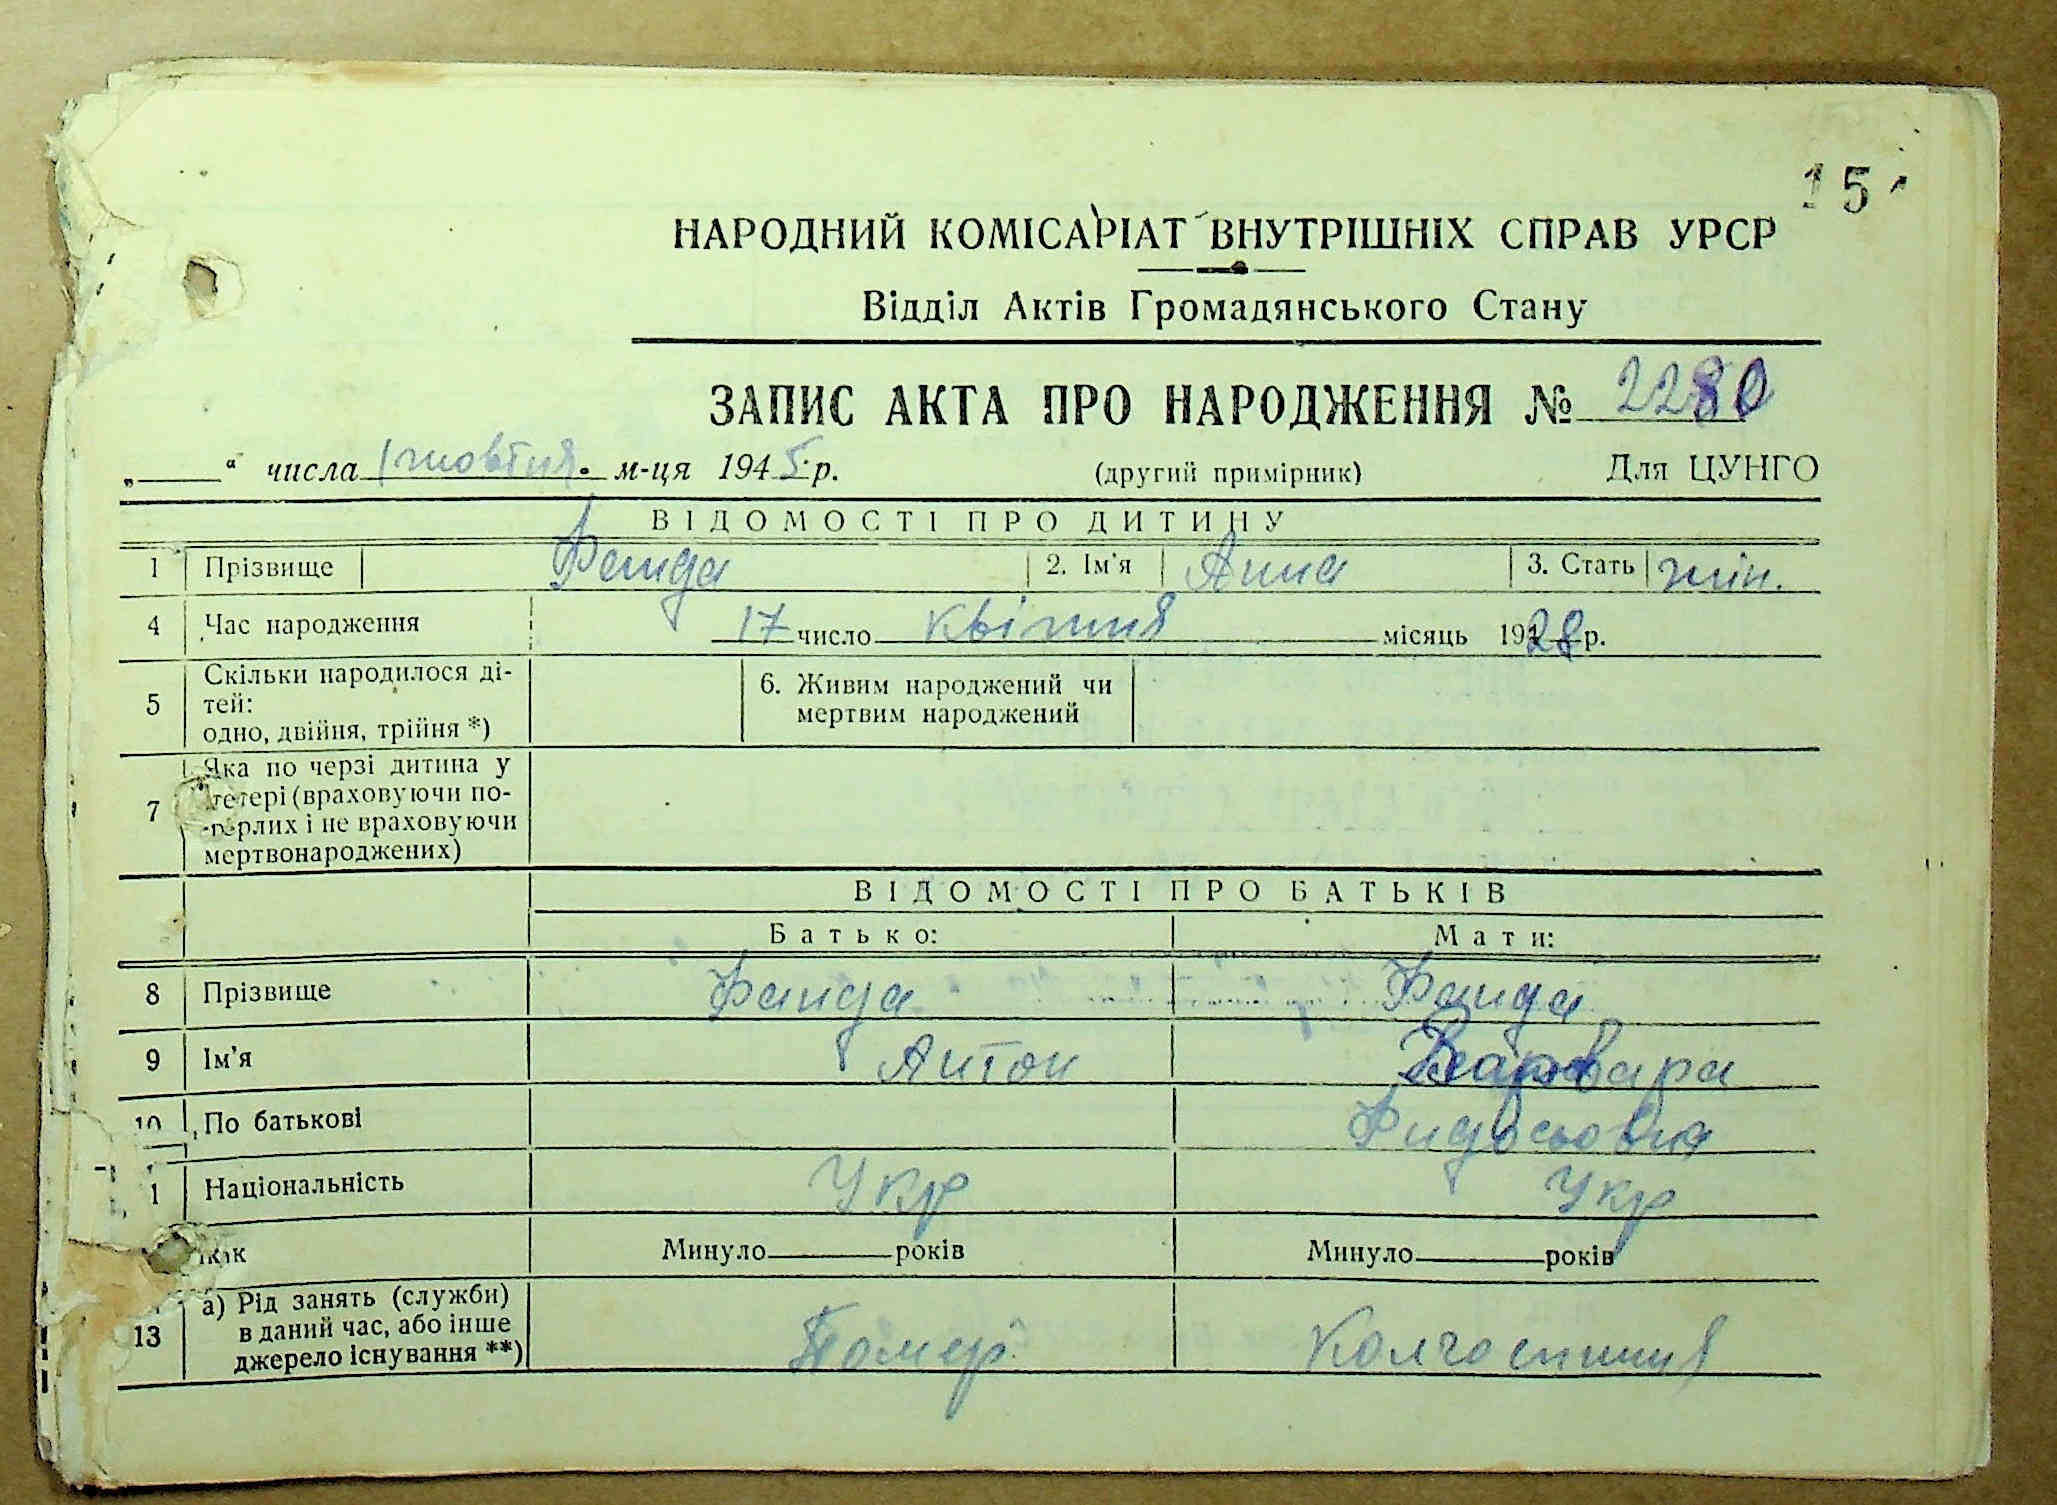 15
НАРОДНИЙ КОМІСАРІАТ ВНУТРІШНІХ СПРАВ УРСР
Відділ Актів Громадянського Стану
ЗАПИС АКТА ПРО НАРОДЖЕННЯ № 2280
„ “ числа 1 жовтня м-ця 1945 р. (другий примірник) Для ЦУНГО
ВІДОМОСТІ ПРО ДИТИНУ
1 Прізвище 2. Ім'я Анна 3. Стать жін.
4 Час народження 17 число квітня місяць 1928 р.
5 Скільки народилося ді-
тей:
одно, двійня, трійня *)
6. Живим народжений чи
мертвим народжений
7 Яка по черзі дитина у
матері (враховуючи по-
мерлих і не враховуючи
мертвонароджених)
ВІДОМОСТІ ПРО БАТЬКІВ
Батько: Мати:
8 Прізвище
9 Ім'я Антон Варвара
10 По батькові
11 Національність Укр Укр
Минуло років Минуло років
13 а) Рід занять (служби)
в даний час, або інше
джерело існування **)
Помер Колгоспниця